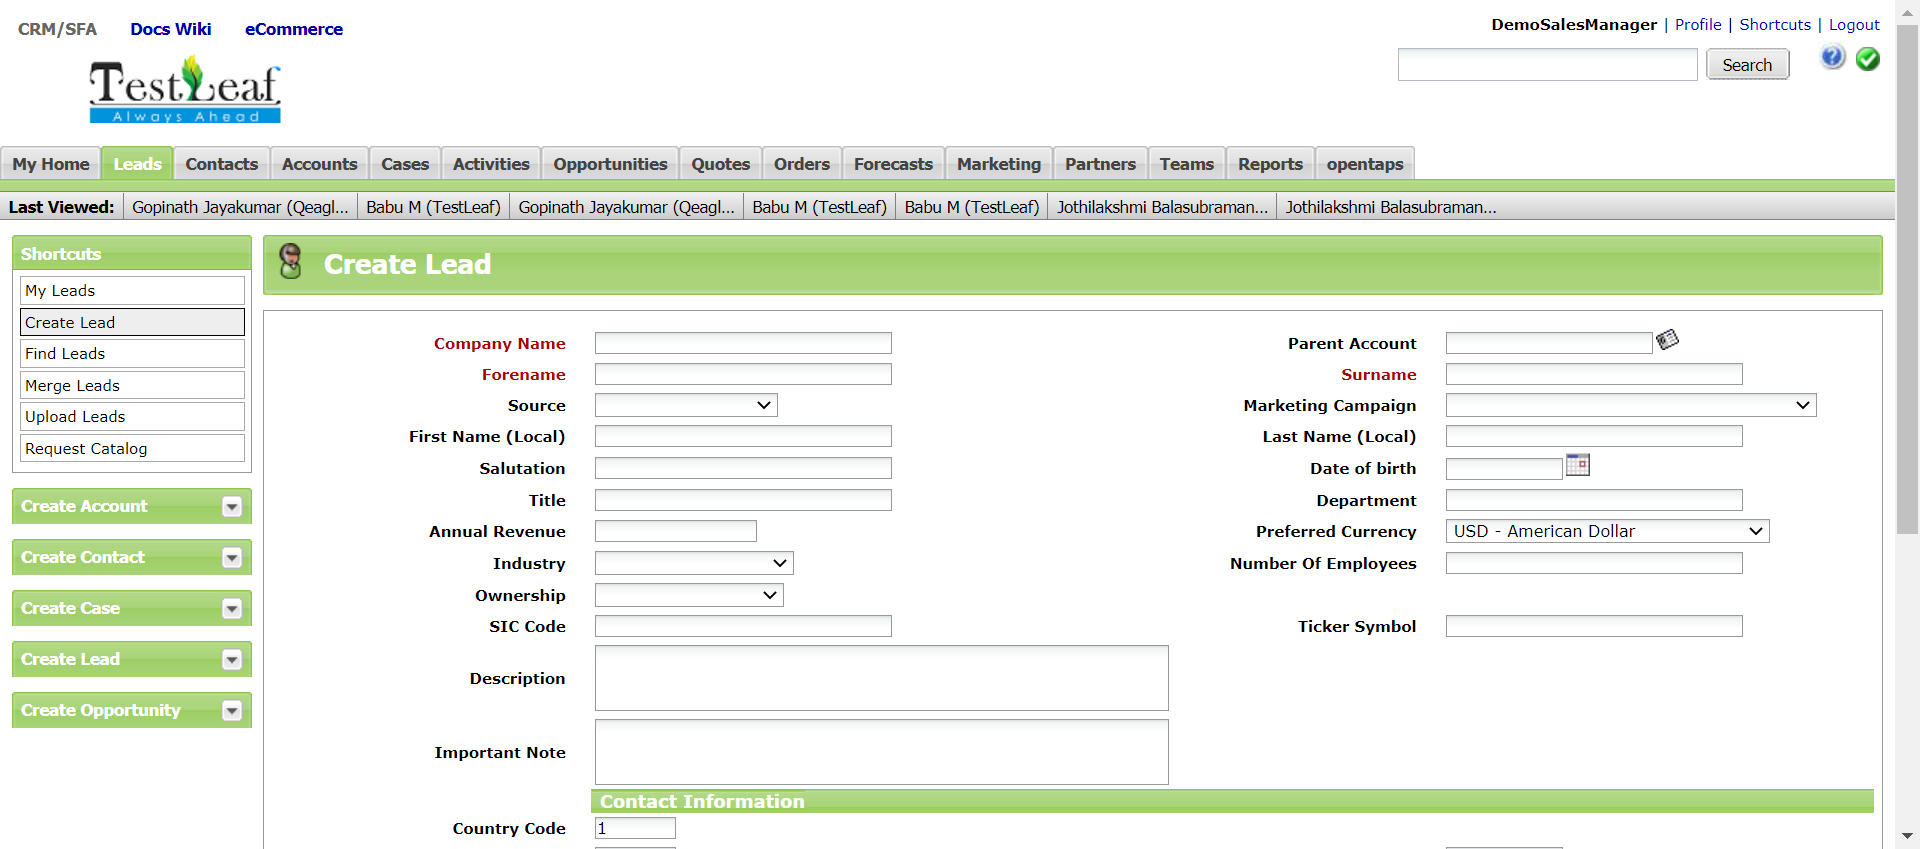 CRM/SFA Docs Wiki eCommerce
DemoSalesManager | Profile | Shortcuts | Logout
Search
TestLeaf
Always Ahead
My Home Leads Contacts Accounts Cases Activities Opportunities Quotes Orders Forecasts Marketing Partners Teams Reports opentaps
Last Viewed: Gopinath Jayakumar (Qeagl... Babu M (TestLeaf) Gopinath Jayakumar (Qeagl... Babu M (TestLeaf) Babu M (TestLeaf) Jothilakshmi Balasubraman... Jothilakshmi Balasubraman...
Shortcuts
My Leads
Create Lead
Find Leads
Merge Leads
Upload Leads
Request Catalog
Create Account
Create Contact
Create Case
Create Lead
Create Opportunity
Create Lead
Company Name Parent Account
Forename Surname
Source Marketing Campaign
First Name (Local) Last Name (Local)
Salutation Date of birth
Title Department
Annual Revenue Preferred Currency USD - American Dollar
Industry Number Of Employees
Ownership
SIC Code Ticker Symbol
Description
Important Note
Contact Information
Country Code 1